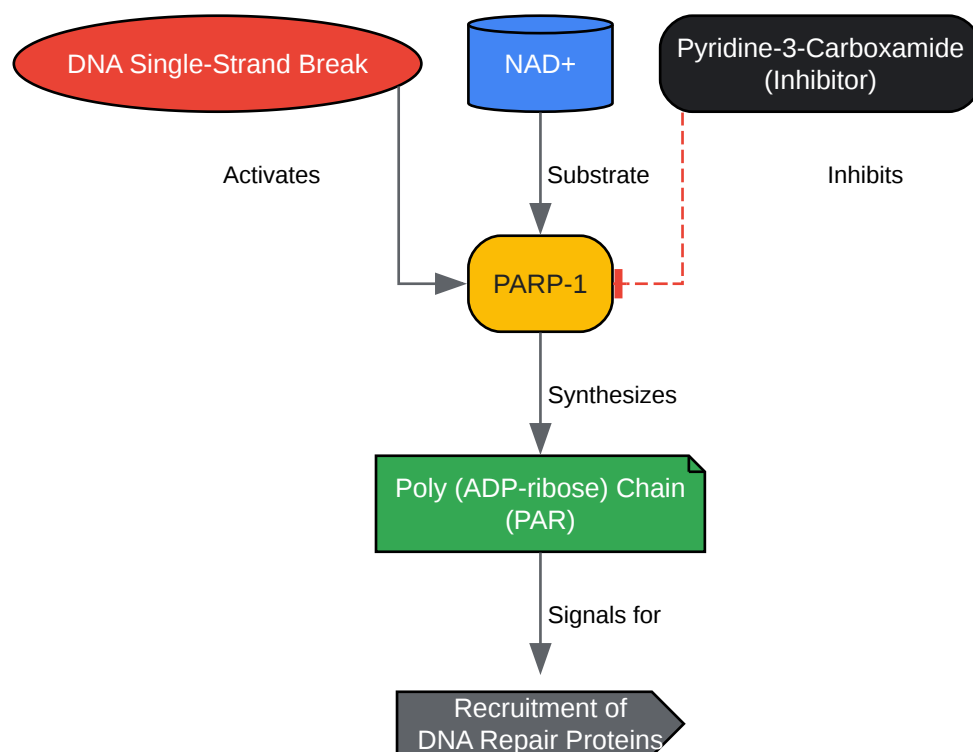 DNA Single-Strand Break
NAD+
Pyridine-3-Carboxamide
(Inhibitor)
Activates
Substrate
Inhibits
PARP-1
Synthesizes
Poly (ADP-ribose) Chain
(PAR)
Signals for
Recruitment of
DNA Repair Proteins